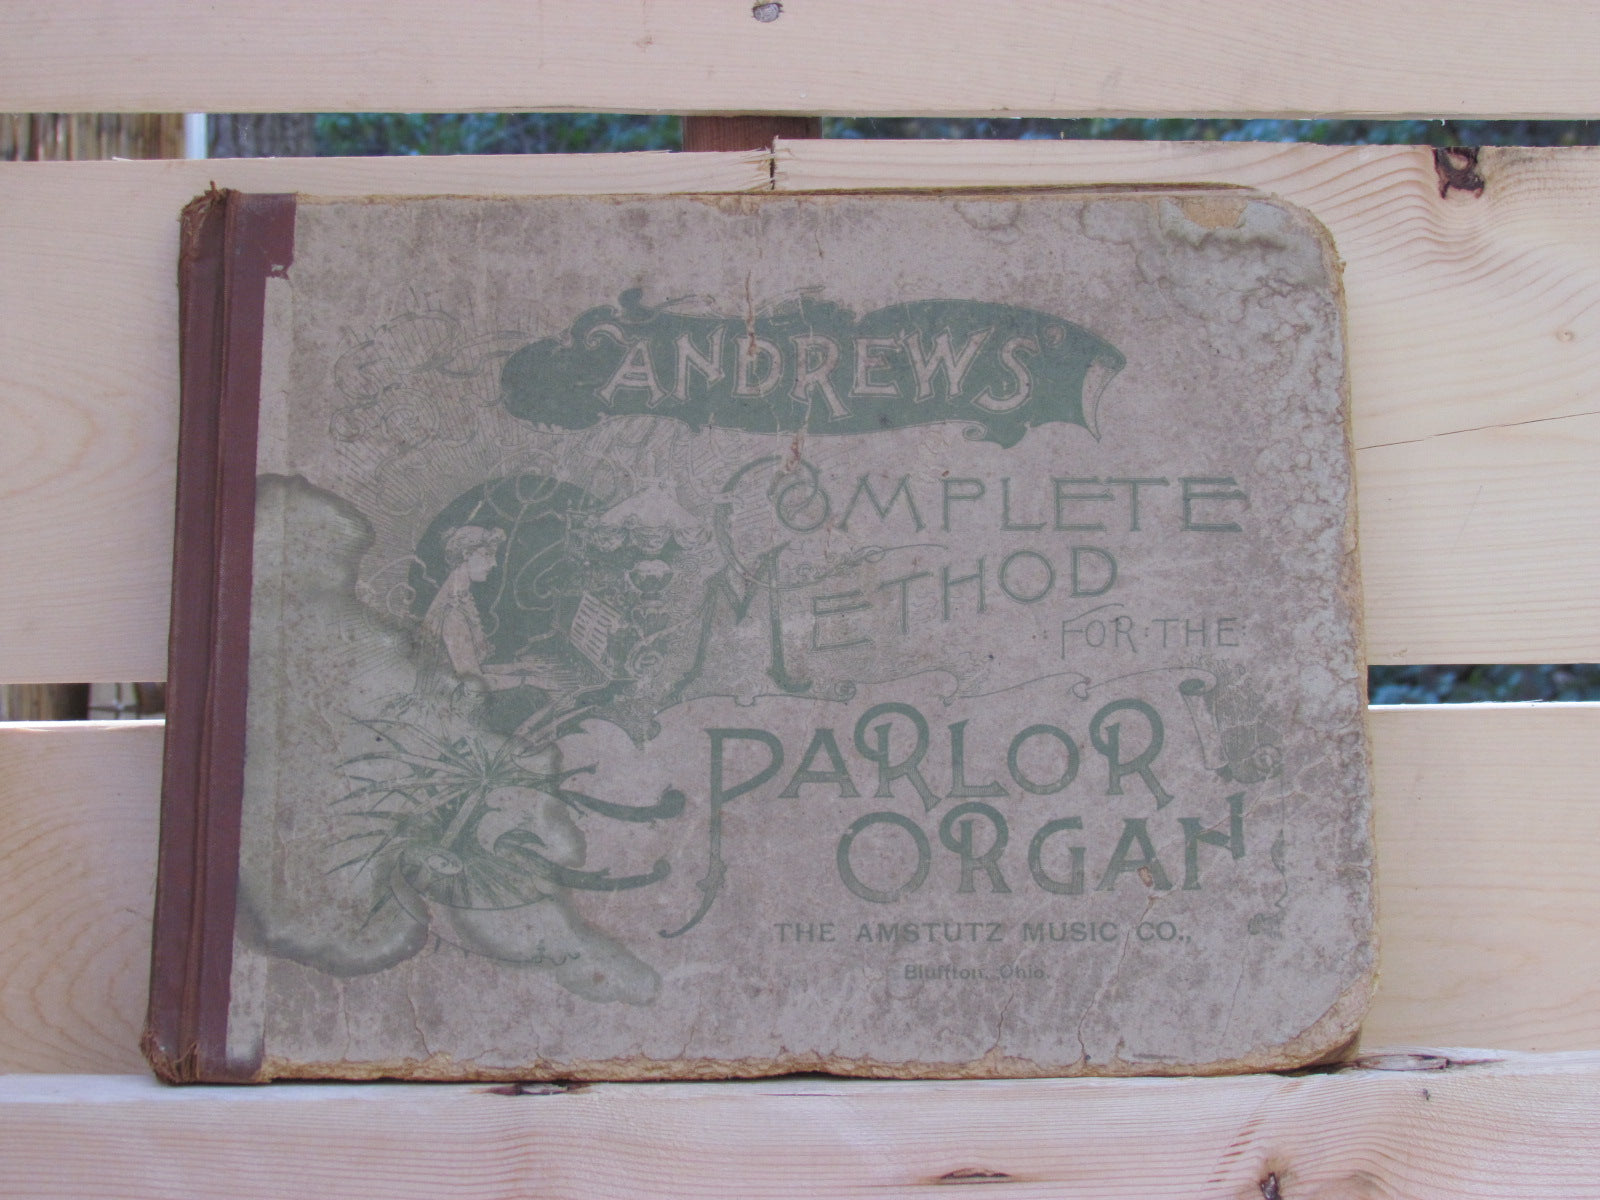 ANDREWS'
COMPLETE
METHOD
FOR THE
PARLOR
ORGAN
THE AMSTUTZ MUSIC CO.,
Bluffton, Ohio.